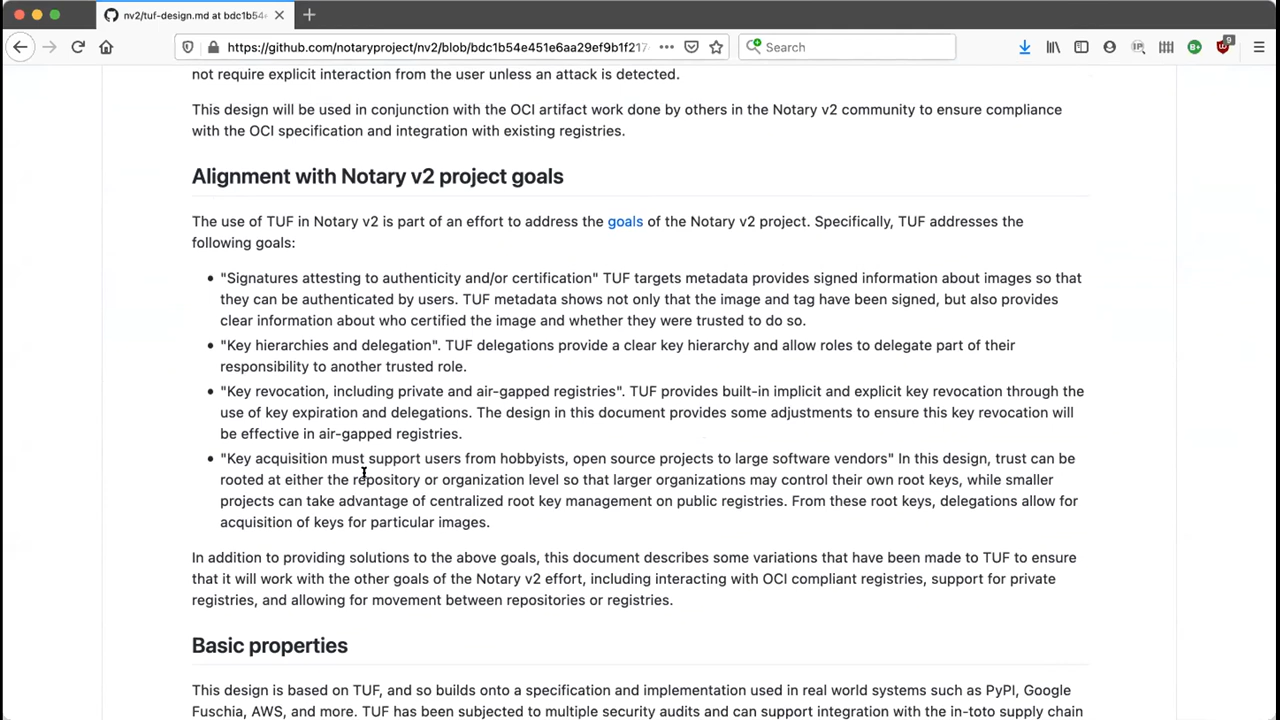 nv2/tuf-design.md at bdc1b54
https://github.com/notaryproject/nv2/blob/bdc1b54e451e6aa29ef9b1f217
Search
9
not require explicit interaction from the user unless an attack is detected.
This design will be used in conjunction with the OCI artifact work done by others in the Notary v2 community to ensure compliance
with the OCI specification and integration with existing registries.
Alignment with Notary v2 project goals
The use of TUF in Notary v2 is part of an effort to address the goals of the Notary v2 project. Specifically, TUF addresses the
following goals:
• "Signatures attesting to authenticity and/or certification" TUF targets metadata provides signed information about images so that
they can be authenticated by users. TUF metadata shows not only that the image and tag have been signed, but also provides
clear information about who certified the image and whether they were trusted to do so.
• "Key hierarchies and delegation". TUF delegations provide a clear key hierarchy and allow roles to delegate part of their
responsibility to another trusted role.
• "Key revocation, including private and air-gapped registries". TUF provides built-in implicit and explicit key revocation through the
use of key expiration and delegations. The design in this document provides some adjustments to ensure this key revocation will
be effective in air-gapped registries.
• "Key acquisition must support users from hobbyists, open source projects to large software vendors" In this design, trust can be
rooted at either the repository or organization level so that larger organizations may control their own root keys, while smaller
projects can take advantage of centralized root key management on public registries. From these root keys, delegations allow for
acquisition of keys for particular images.
In addition to providing solutions to the above goals, this document describes some variations that have been made to TUF to ensure
that it will work with the other goals of the Notary v2 effort, including interacting with OCI compliant registries, support for private
registries, and allowing for movement between repositories or registries.
Basic properties
This design is based on TUF, and so builds onto a specification and implementation used in real world systems such as PyPI, Google
Fuschia, AWS, and more. TUF has been subjected to multiple security audits and can support integration with the in-toto supply chain